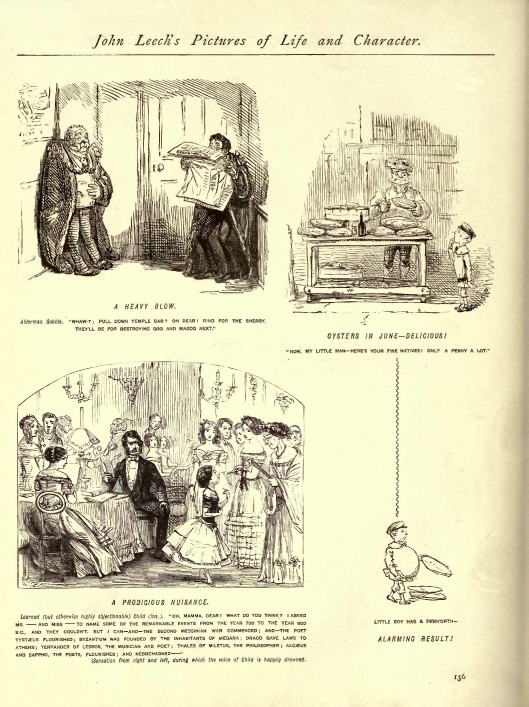 John Leech's Pictures of Life and Character.
A HEAVY BLOW.
Alderman Gobble. "WHAW-T; PULL DOWN TEMPLE BAR? OH DEAR! RING FOR THE SHERRY,
THEY'LL BE FOR DESTROYING GOG AND MAGOG NEXT."
OYSTERS IN JUNE—DELICIOUS!
"NOW, MY LITTLE MAN—HERE'S YOUR FINE NATIVES! ONLY A PENNY A LOT."
A PRODIGIOUS NUISANCE.
Learned (but otherwise highly objectionable) Child (loq.). "OH, MAMMA, DEAR! WHAT DO YOU THINK? I ASKED
MR. —— AND MISS —— TO NAME SOME OF THE REMARKABLE EVENTS FROM THE YEAR 700 TO THE YEAR 600
B.C., AND THEY COULDN'T. BUT I CAN—AND—THE SECOND MESSINIAN WAR COMMENCED; AND—THE POET
TYRTÆUS FLOURISHED; BYZANTIUM WAS FOUNDED BY THE INHABITANTS OF MEGARA; DRACO GAVE LAWS TO
ATHENS; TERPANDER OF LESBOS, THE MUSICIAN AND POET; THALES OF MILETUS, THE PHILOSOPHER; ALCÆUS
AND SAPPHO, THE POETS, FLOURISHED; AND NEBUCHADNEZ——"
(Sensation from right and left, during which the voice of Child is happily drowned.
LITTLE BOY HAS A PENN'ORTH—
ALARMING RESULT!
136